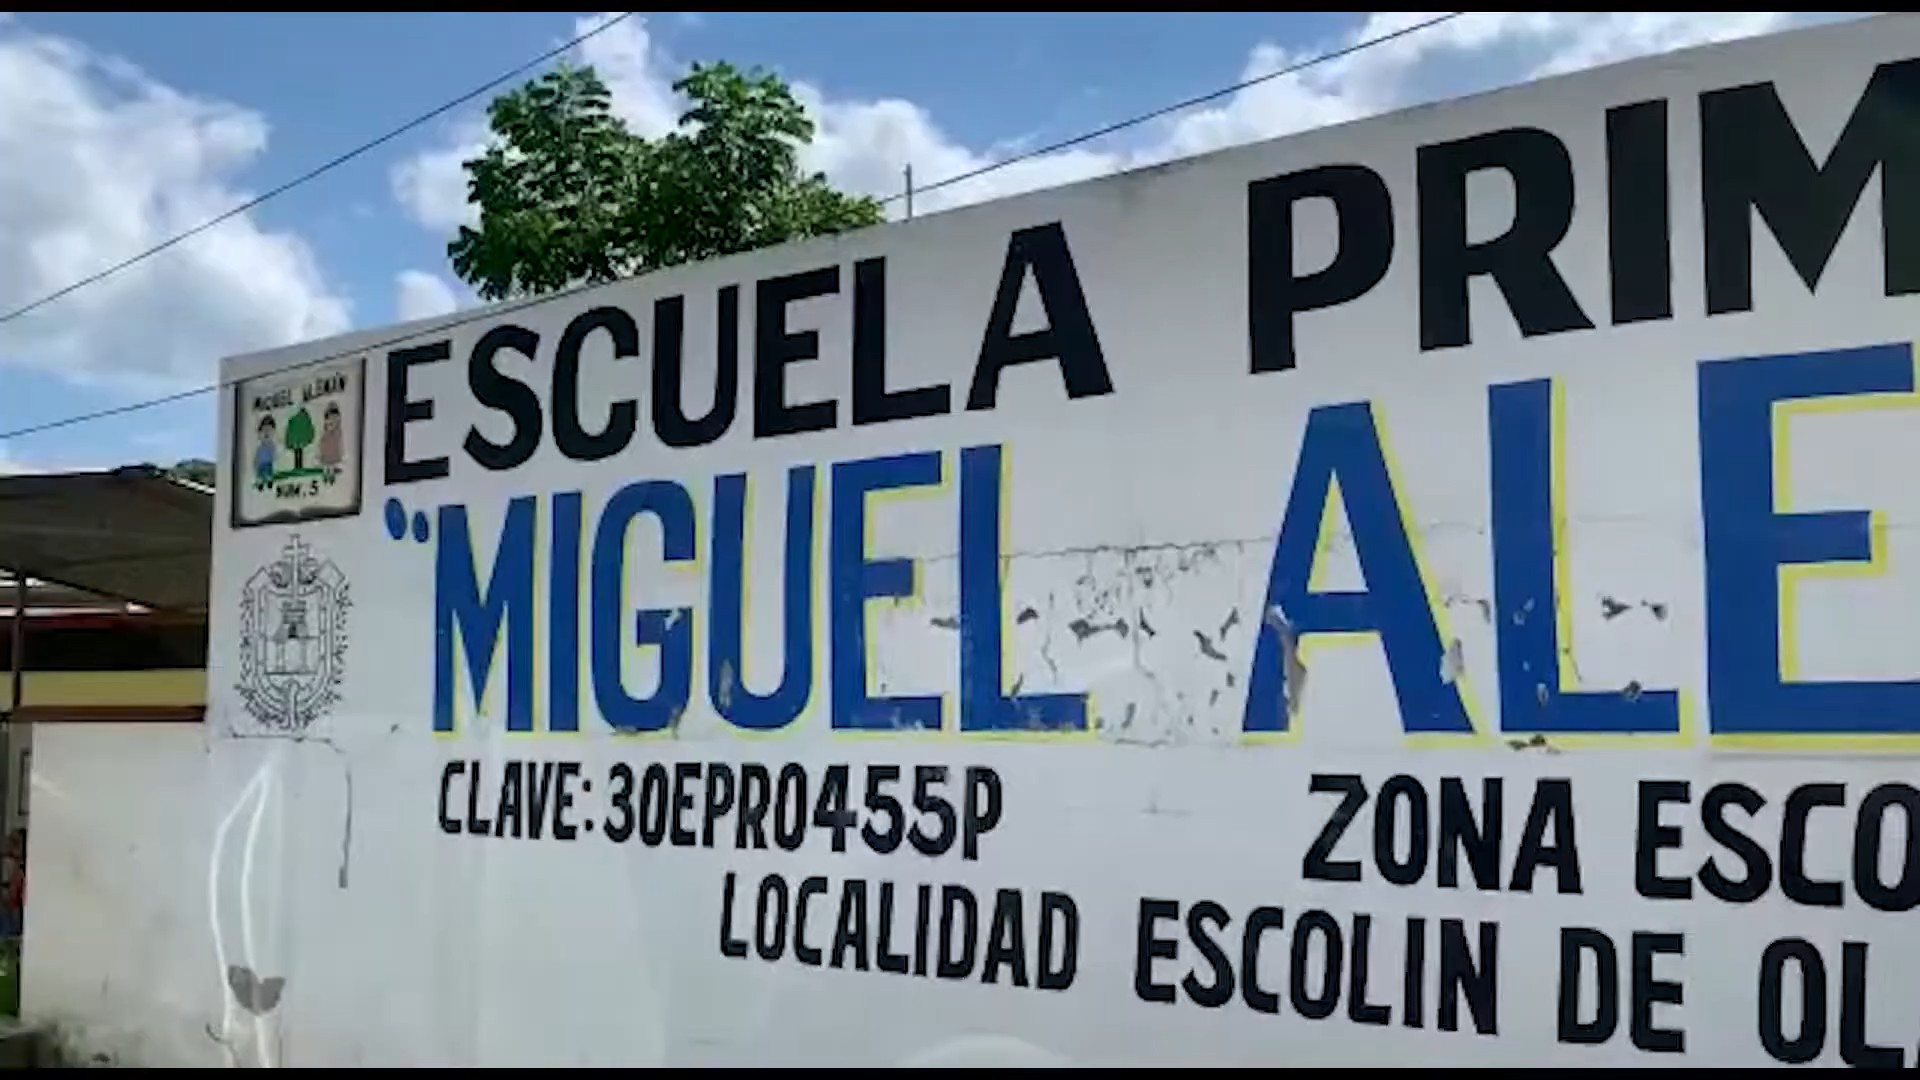 ESCUELA PRIM
MIGUEL ALEMÁN
NUM. 5
"MIGUEL ALE
CLAVE: 30EPR0455P
ZONA ESCO
LOCALIDAD ESCOLIN DE OL